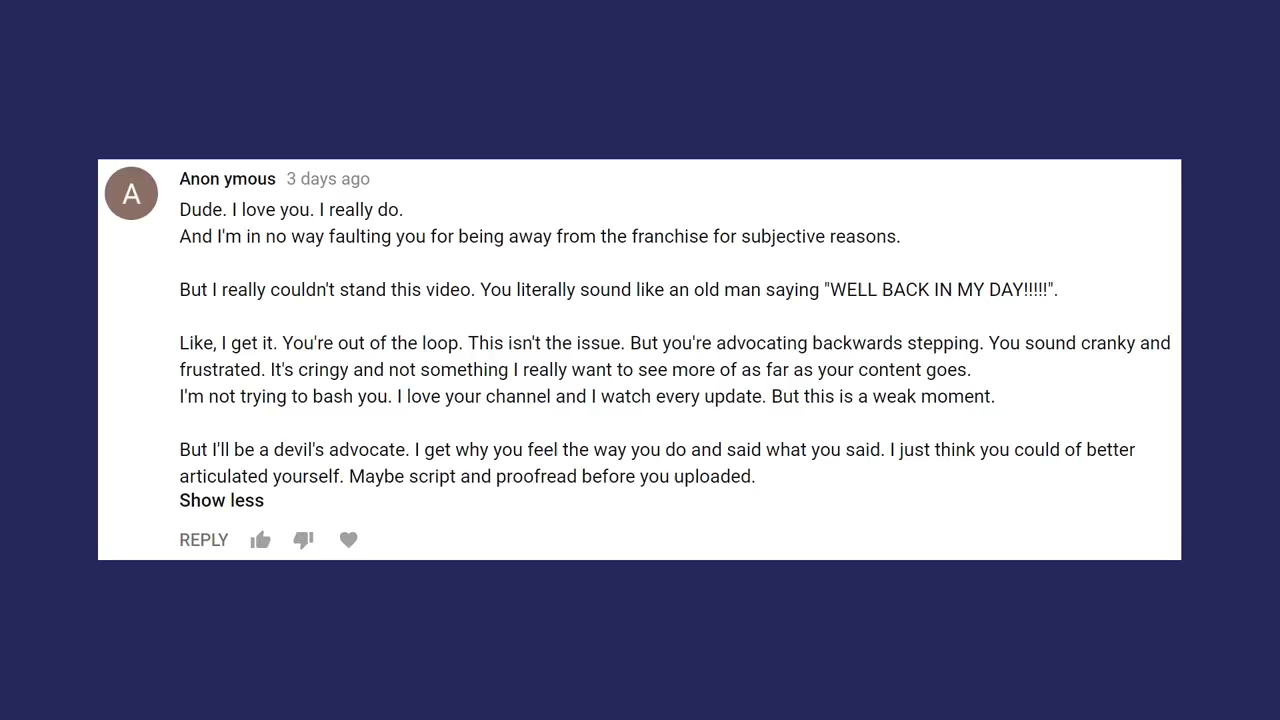 A
Anon ymous 3 days ago
Dude. I love you. I really do.
And I'm in no way faulting you for being away from the franchise for subjective reasons.
But I really couldn't stand this video. You literally sound like an old man saying "WELL BACK IN MY DAY!!!!!".
Like, I get it. You're out of the loop. This isn't the issue. But you're advocating backwards stepping. You sound cranky and
frustrated. It's cringy and not something I really want to see more of as far as your content goes.
I'm not trying to bash you. I love your channel and I watch every update. But this is a weak moment.
But I'll be a devil's advocate. I get why you feel the way you do and said what you said. I just think you could of better
articulated yourself. Maybe script and proofread before you uploaded.
Show less
REPLY